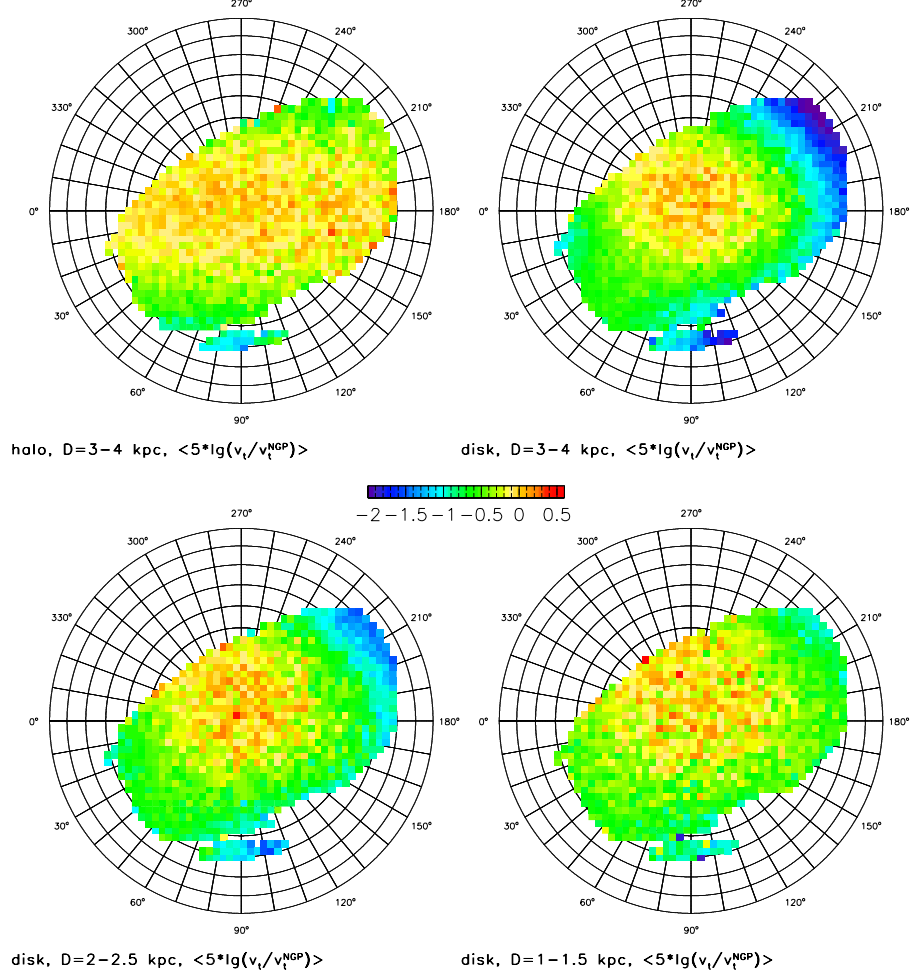 270° 270°
300° 240° 300° 240°
330° 210° 330° 210°
0° 180° 0° 180°
30° 150° 30° 150°
60° 120° 60° 120°
90° 90°
halo, D=3-4 kpc, <5*lg(v_t/v_t^NGP)> disk, D=3-4 kpc, <5*lg(v_t/v_t^NGP)>
-2 -1.5 -1 -0.5 0 0.5
270° 270°
300° 240° 300° 240°
330° 210° 330° 210°
0° 180° 0° 180°
30° 150° 30° 150°
60° 120° 60° 120°
90° 90°
disk, D=2-2.5 kpc, <5*lg(v_t/v_t^NGP)> disk, D=1-1.5 kpc, <5*lg(v_t/v_t^NGP)>